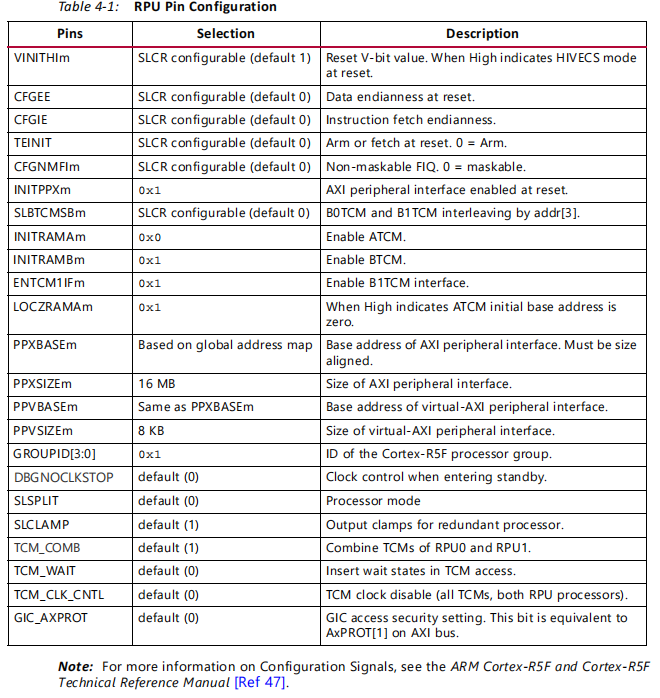 Table 4-1: RPU Pin Configuration
Pins Selection Description
VINITHIm SLCR configurable (default 1) Reset V-bit value. When High indicates HIVECS mode
at reset.
CFGEE SLCR configurable (default 0) Data endianness at reset.
CFGIE SLCR configurable (default 0) Instruction fetch endianness.
TEINIT SLCR configurable (default 0) Arm or fetch at reset. 0 = Arm.
CFGNMFIm SLCR configurable (default 0) Non-maskable FIQ. 0 = maskable.
INITPPXm 0x1 AXI peripheral interface enabled at reset.
SLBTCMSBm SLCR configurable (default 0) B0TCM and B1TCM interleaving by addr[3].
INITRAMAm 0x0 Enable ATCM.
INITRAMBm 0x1 Enable BTCM.
ENTCM1IFm 0x1 Enable B1TCM interface.
LOCZRAMAm 0x1 When High indicates ATCM initial base address is
zero.
PPXBASEm Based on global address map Base address of AXI peripheral interface. Must be size
aligned.
PPXSIZEm 16 MB Size of AXI peripheral interface.
PPVBASEm Same as PPXBASEm Base address of virtual-AXI peripheral interface.
PPVSIZEm 8 KB Size of virtual-AXI peripheral interface.
GROUPID[3:0] 0x1 ID of the Cortex-R5F processor group.
DBGNOCLKSTOP default (0) Clock control when entering standby.
SLSPLIT default (0) Processor mode
SLCLAMP default (1) Output clamps for redundant processor.
TCM_COMB default (1) Combine TCMs of RPU0 and RPU1.
TCM_WAIT default (0) Insert wait states in TCM access.
TCM_CLK_CNTL default (0) TCM clock disable (all TCMs, both RPU processors).
GIC_AXPROT default (0) GIC access security setting. This bit is equivalent to
AxPROT[1] on AXI bus.
Note: For more information on Configuration Signals, see the ARM Cortex-R5F and Cortex-R5F
Technical Reference Manual [Ref 47].